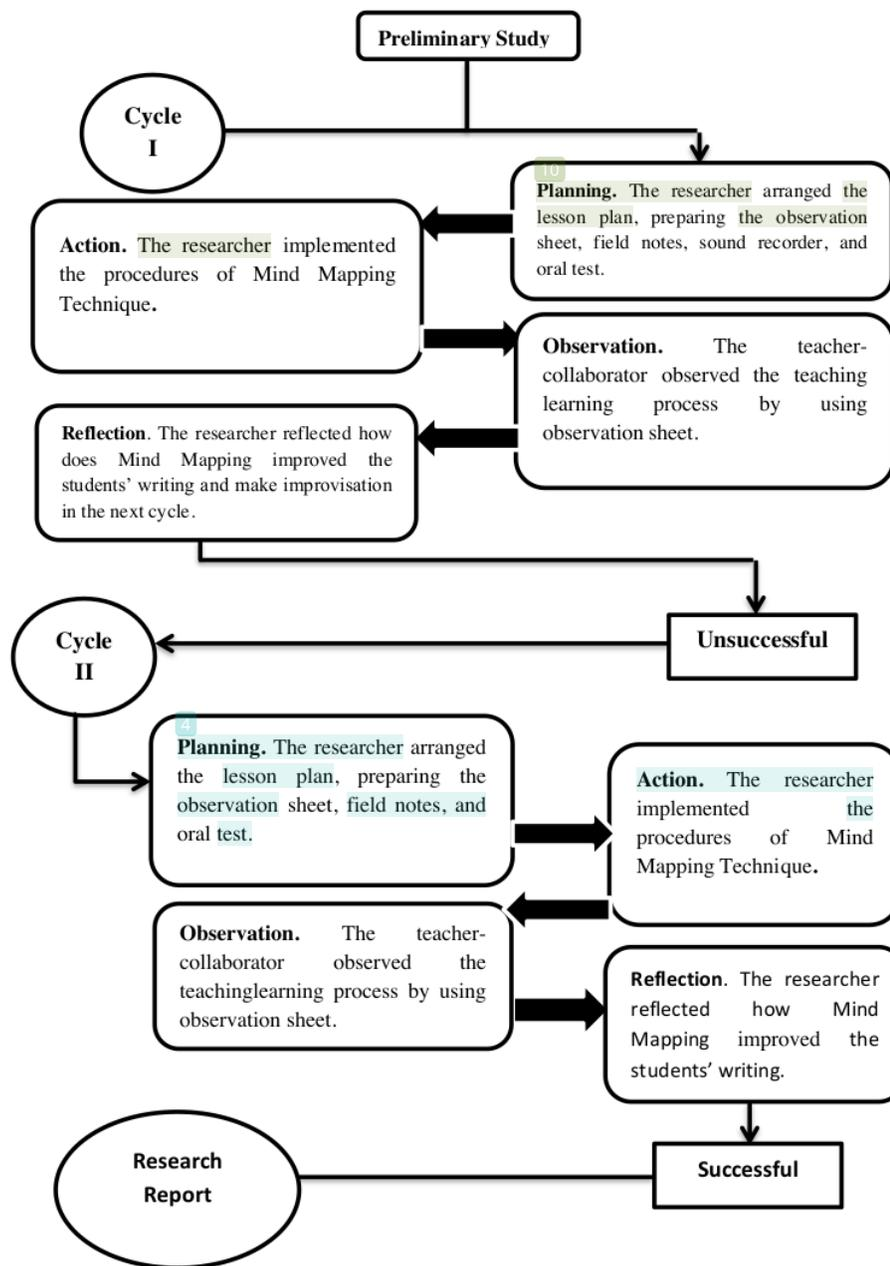 Preliminary Study
Cycle
I
10
Planning. The researcher arranged the
lesson plan, preparing the observation
sheet, field notes, sound recorder, and
oral test.
Action. The researcher implemented
the procedures of Mind Mapping
Technique.
Observation. The teacher-
collaborator observed the teaching
learning process by using
observation sheet.
Reflection. The researcher reflected how
does Mind Mapping improved the
students’ writing and make improvisation
in the next cycle.
Unsuccessful
Cycle
II
4
Planning. The researcher arranged
the lesson plan, preparing the
observation sheet, field notes, and
oral test.
Action. The researcher
implemented the
procedures of Mind
Mapping Technique.
Observation. The teacher-
collaborator observed the
teachinglearning process by using
observation sheet.
Reflection. The researcher
reflected how Mind
Mapping improved the
students’ writing.
Successful
Research
Report